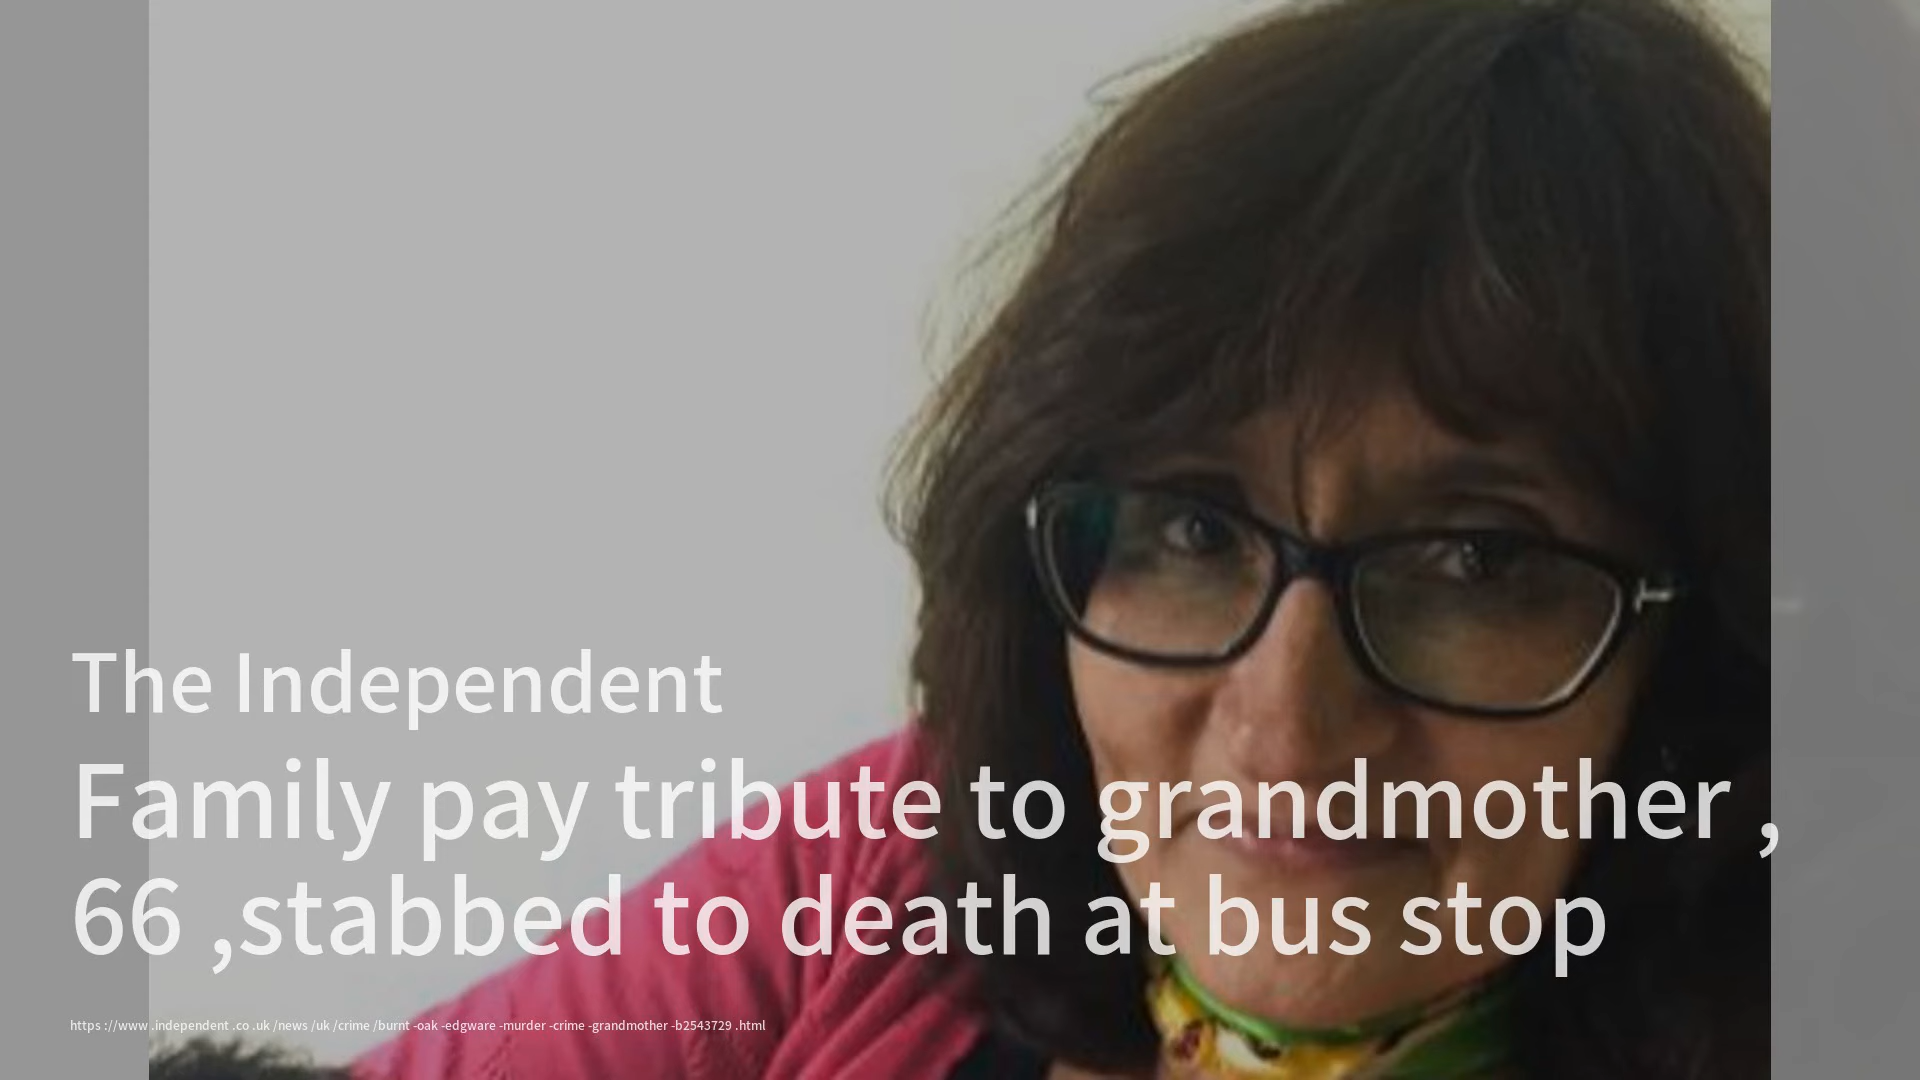 The Independent
Family pay tribute to grandmother ,
66 ,stabbed to death at bus stop
https ://www .independent .co .uk /news /uk /crime /burnt -oak -edgware -murder -crime -grandmother -b2543729 .html